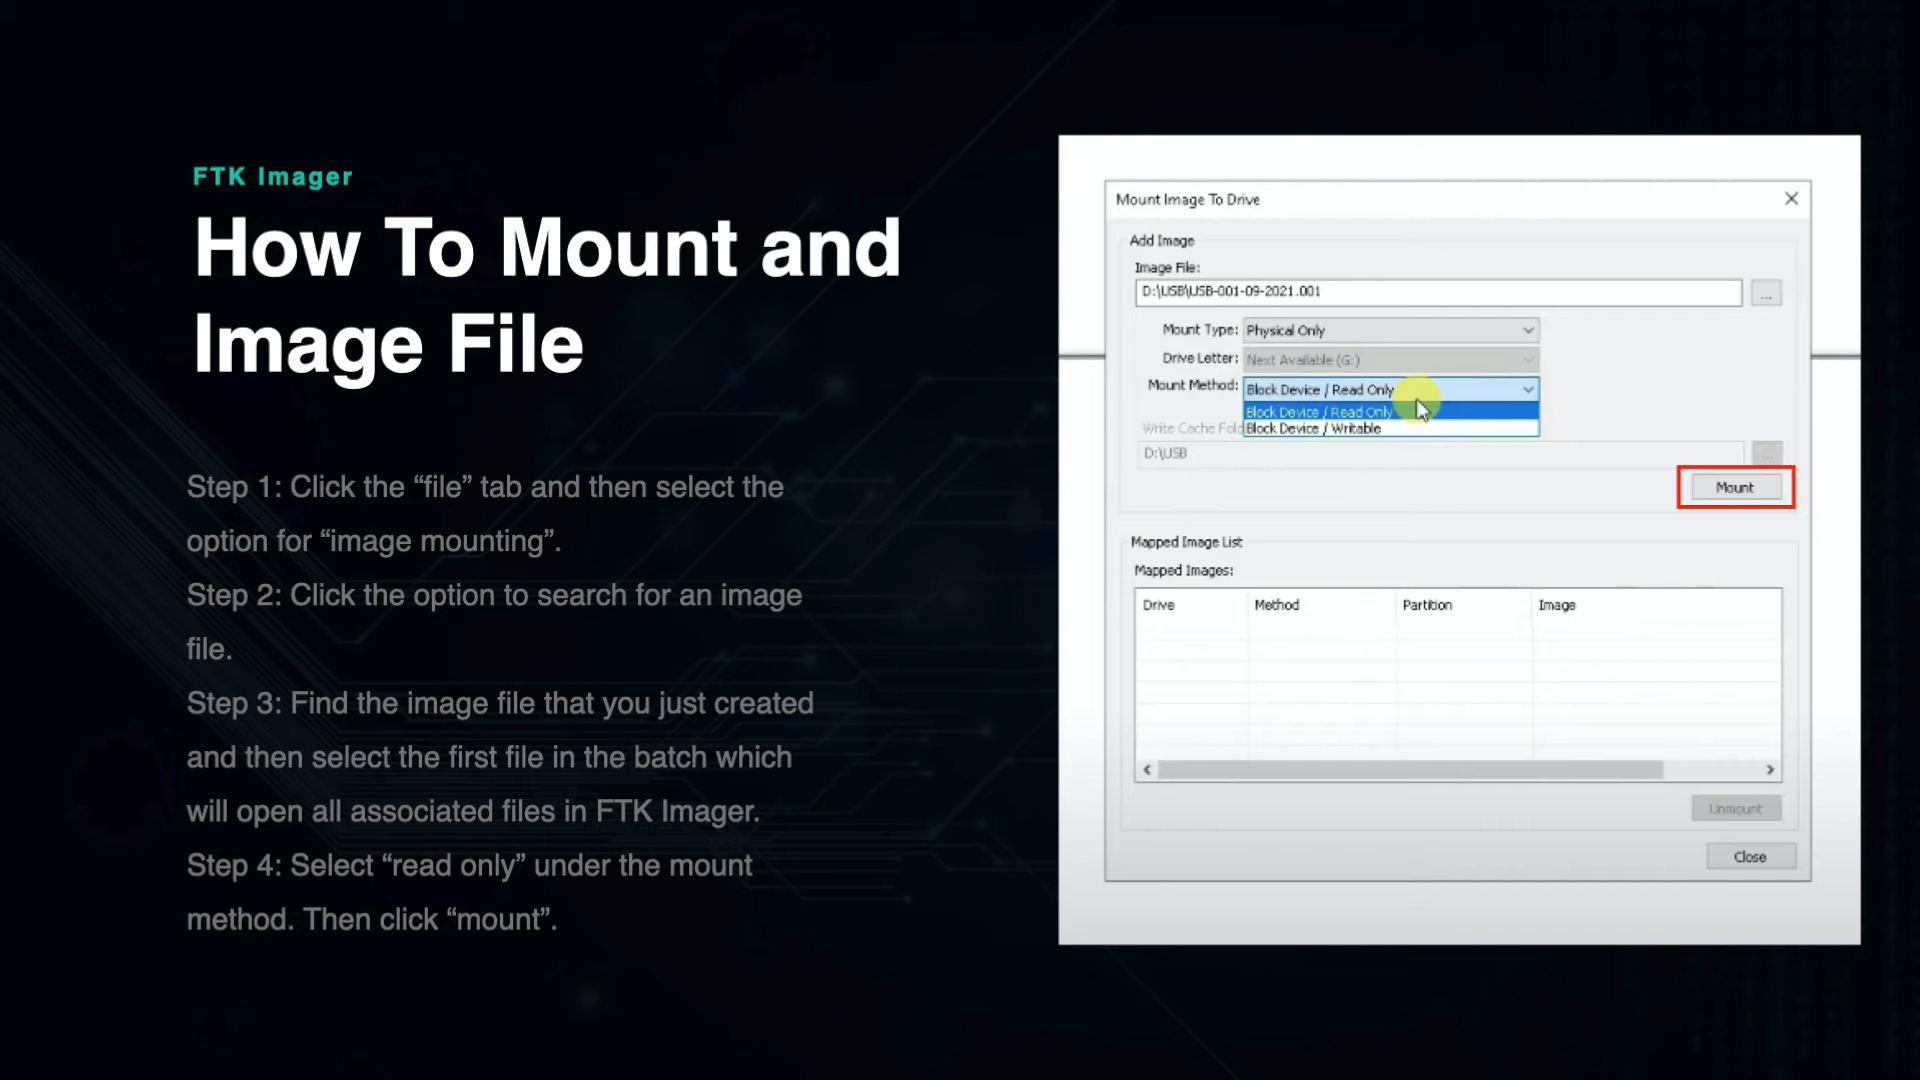 FTK Imager
How To Mount and
Image File
Step 1: Click the “file” tab and then select the
option for “image mounting”.
Step 2: Click the option to search for an image
file.
Step 3: Find the image file that you just created
and then select the first file in the batch which
will open all associated files in FTK Imager.
Step 4: Select “read only” under the mount
method. Then click “mount”.
Mount Image To Drive
Add Image
Image File:
D:\USB\USB-001-09-2021.001
...
Mount Type: Physical Only
Drive Letter: Next Available (G:)
Mount Method: Block Device / Read Only
Block Device / Read Only
Write Cache Fold Block Device / Writable
D:\USB
...
Mount
Mapped Image List
Mapped Images:
Drive Method Partition Image
Unmount
Close